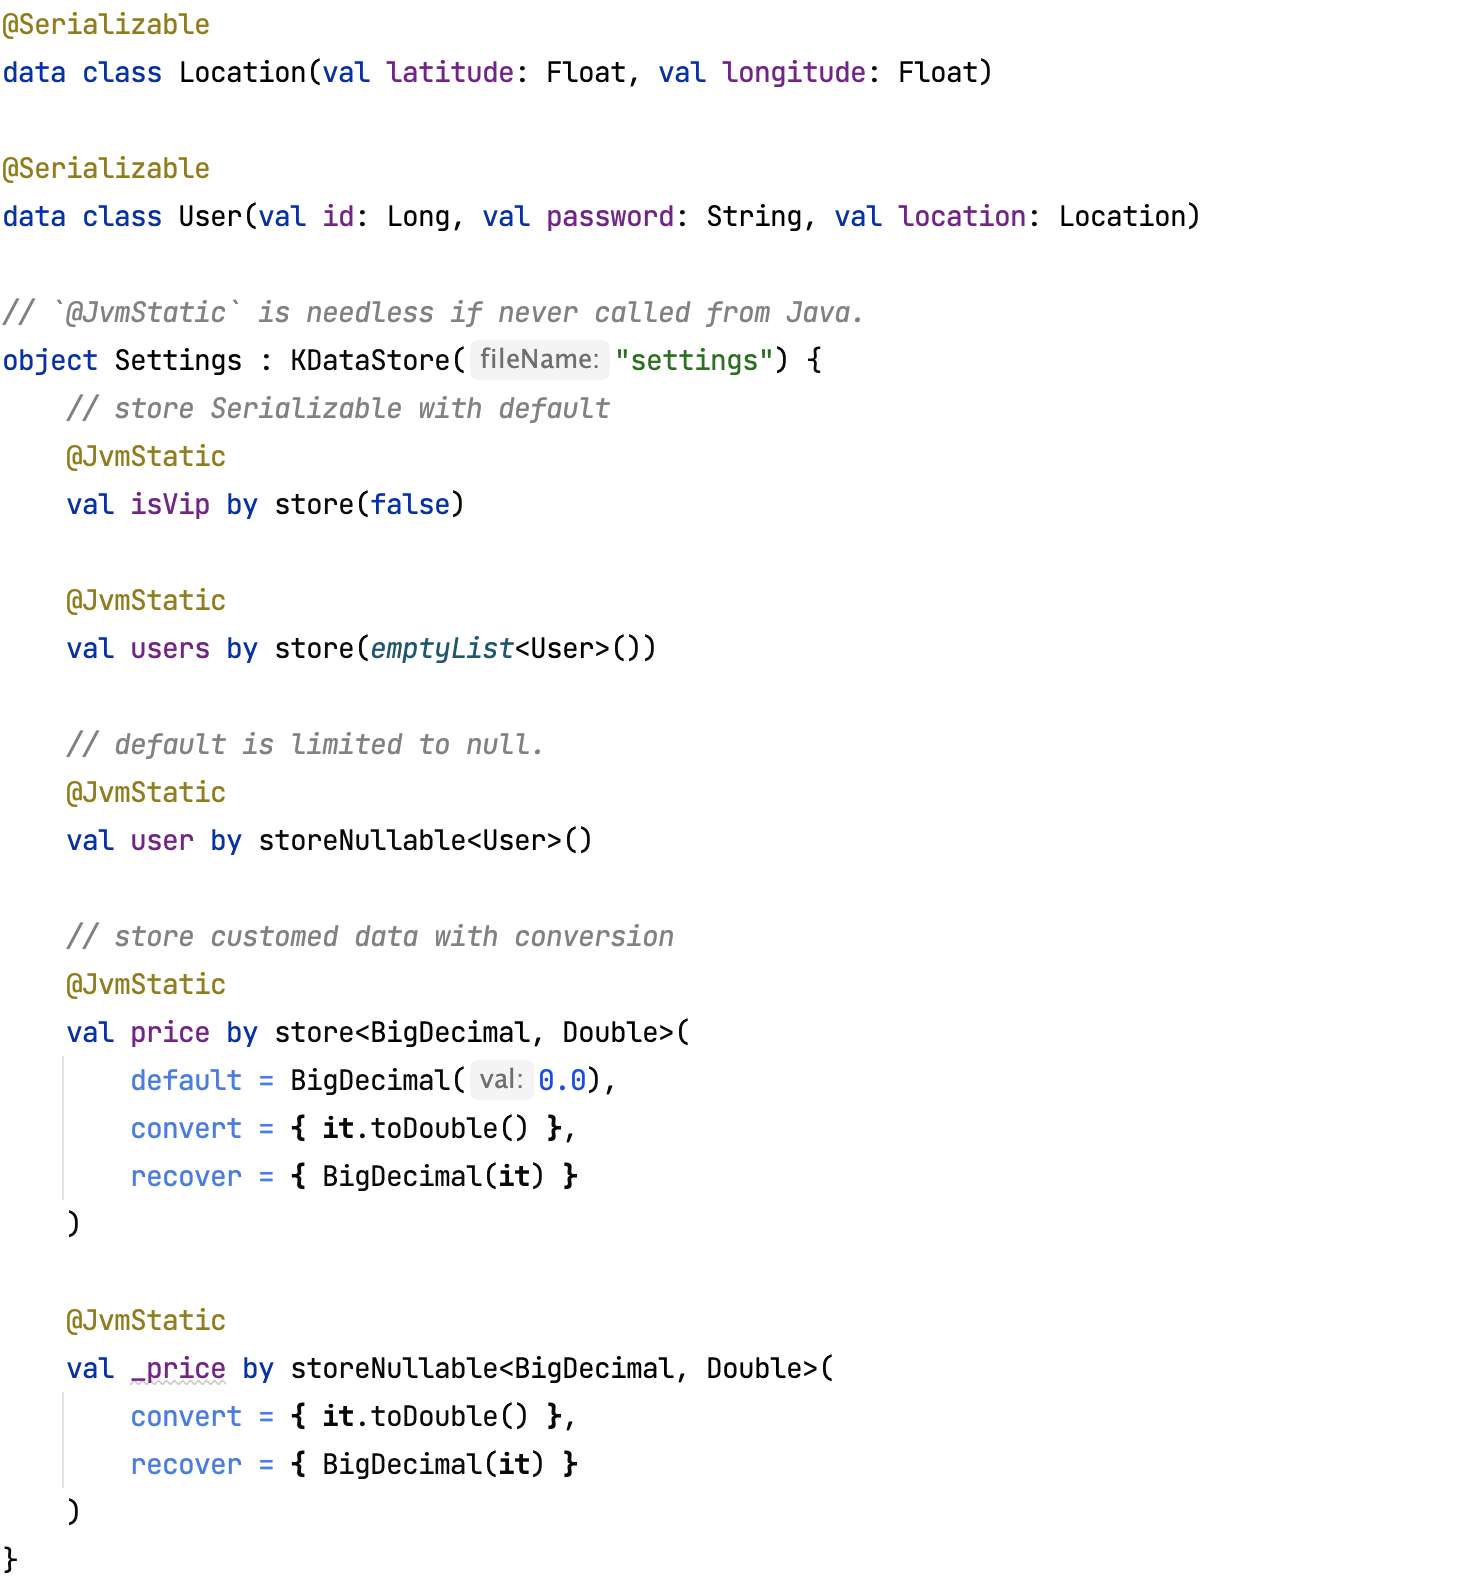 @Serializable
data class Location(val latitude: Float, val longitude: Float)
@Serializable
data class User(val id: Long, val password: String, val location: Location)
// `@JvmStatic` is needless if never called from Java.
object Settings : KDataStore( fileName: "settings") {
    // store Serializable with default
    @JvmStatic
    val isVip by store(false)
    @JvmStatic
    val users by store(emptyList<User>())
    // default is limited to null.
    @JvmStatic
    val user by storeNullable<User>()
    // store customed data with conversion
    @JvmStatic
    val price by store<BigDecimal, Double>(
        default = BigDecimal( val: 0.0),
        convert = { it.toDouble() },
        recover = { BigDecimal(it) }
    )
    @JvmStatic
    val _price by storeNullable<BigDecimal, Double>(
        convert = { it.toDouble() },
        recover = { BigDecimal(it) }
    )
}